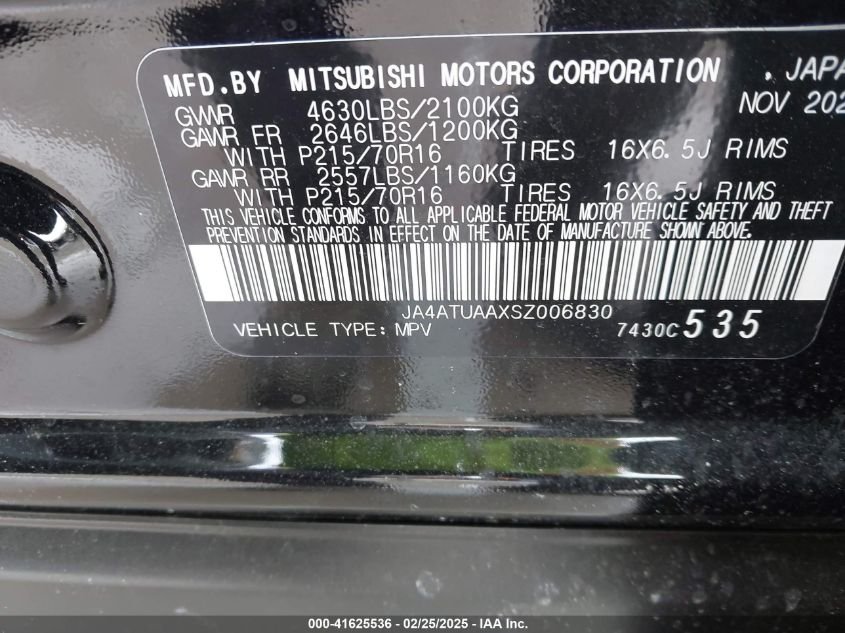 MFD.BY MITSUBISHI MOTORS CORPORATION , JAPA
GVWR 4630LBS/2100KG NOV 202
GAWR FR 2646LBS/1200KG
WITH P215/70R16 TIRES 16X6.5J RIMS
GAWR RR 2557LBS/1160KG
WITH P215/70R16 TIRES 16X6.5J RIMS
THIS VEHICLE CONFORMS TO ALL APPLICABLE FEDERAL MOTOR VEHICLE SAFETY AND THEFT
PREVENTION STANDARDS IN EFFECT ON THE DATE OF MANUFACTURE SHOWN ABOVE.
JA4ATUAAXSZ006830
VEHICLE TYPE: MPV 7430C 535
000-41625536 - 02/25/2025 - IAA Inc.